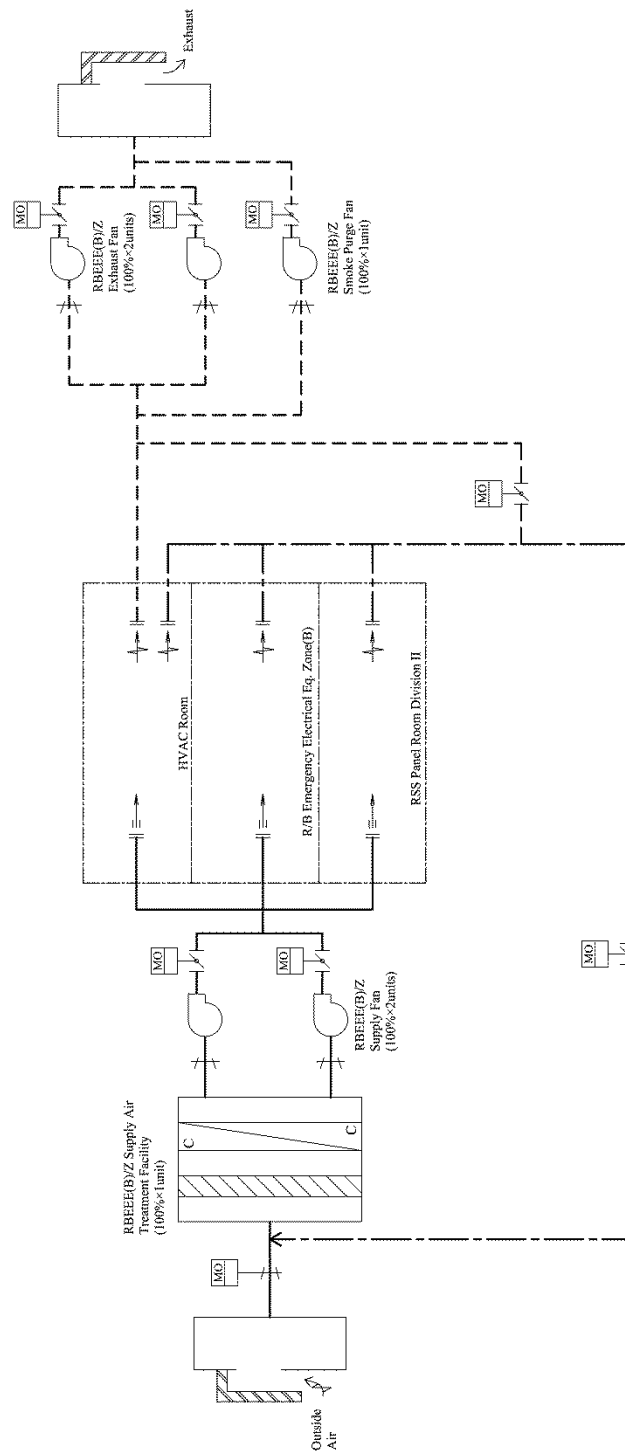 Outside
Air
MO
RBEEE(B)/Z Supply Air
Treatment Facility
(100%×1unit)
C
C
MO
MO
RBEEE(B)/Z
Supply Fan
(100%×2units)
HVAC Room
R/B Emergency Electrical Eq. Zone(B)
RSS Panel Room Division II
MO
MO
MO
RBEEE(B)/Z
Exhaust Fan
(100%×2units)
MO
MO
RBEEE(B)/Z
Smoke Purge Fan
(100%×1unit)
Exhaust